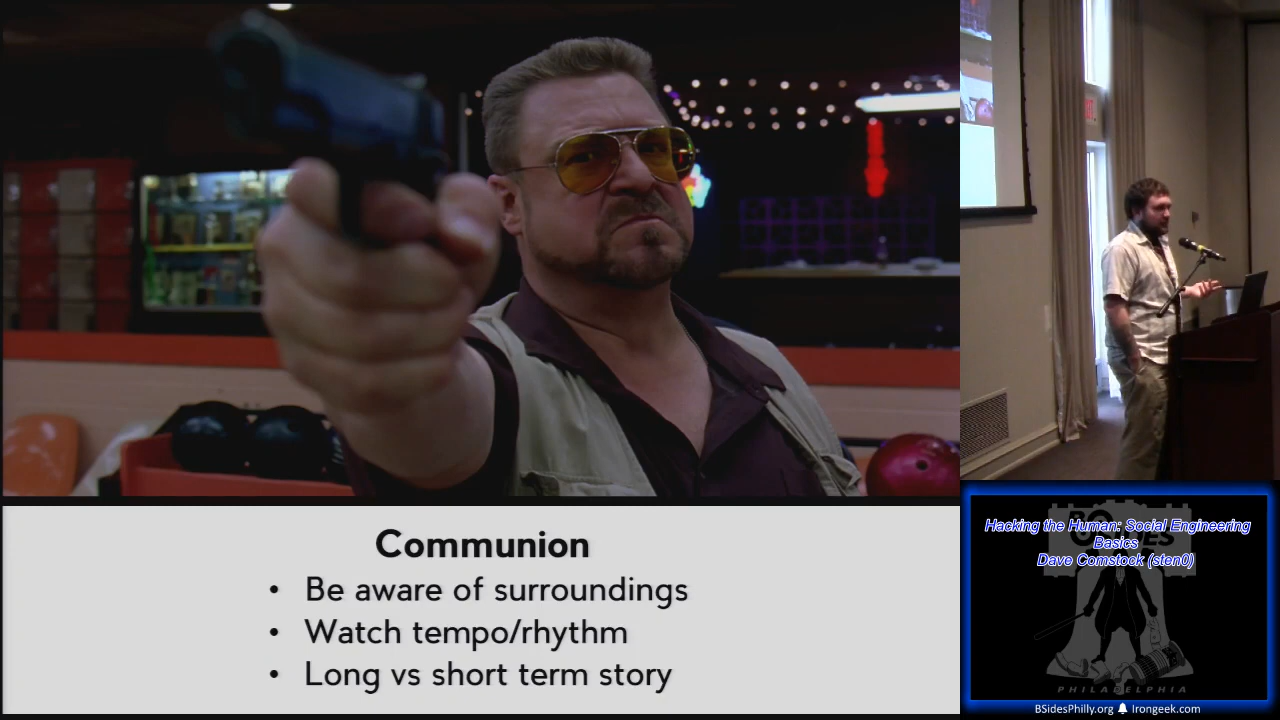 Communion
• Be aware of surroundings
• Watch tempo/rhythm
• Long vs short term story
Hacking the Human: Social Engineering
Basics
Dave Comstock (sten0)
PHILADELPHIA
BSidesPhilly.org Irongeek.com